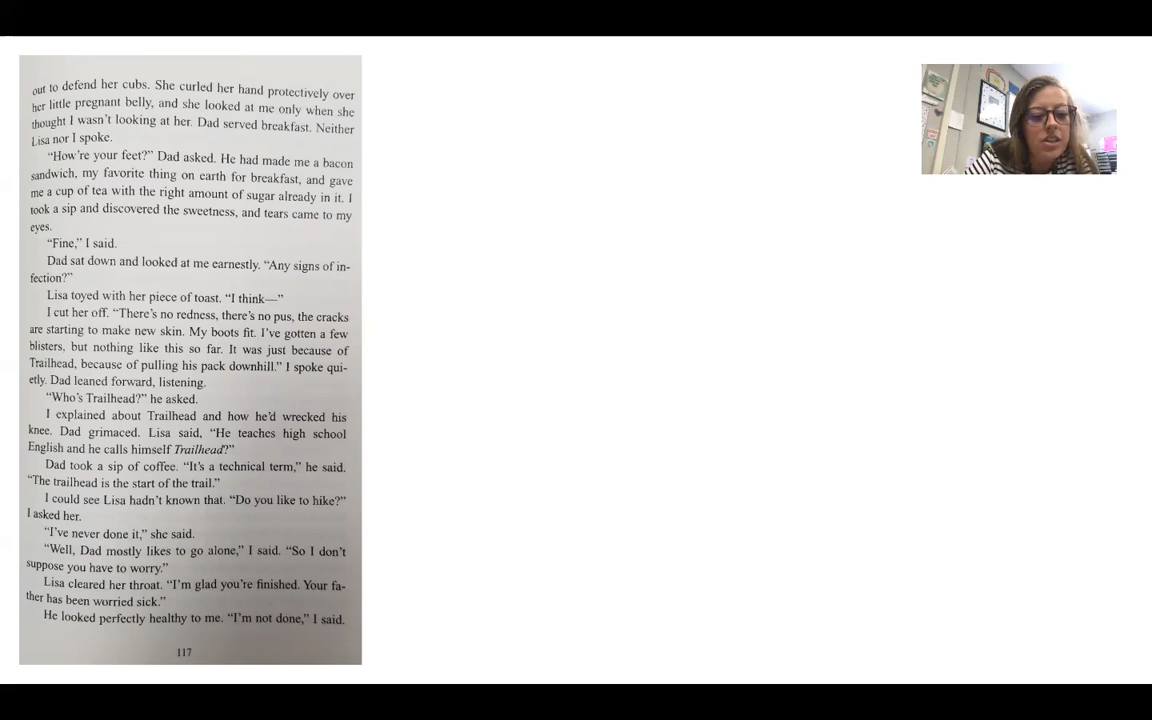 out to defend her cubs. She curled her hand protectively over
her little pregnant belly, and she looked at me only when she
thought I wasn't looking at her. Dad served breakfast. Neither
Lisa nor I spoke.
“How're your feet?” Dad asked. He had made me a bacon
sandwich, my favorite thing on earth for breakfast, and gave
me a cup of tea with the right amount of sugar already in it. I
took a sip and discovered the sweetness, and tears came to my
eyes.
“Fine,” I said.
Dad sat down and looked at me earnestly. “Any signs of in-
fection?”
Lisa toyed with her piece of toast. “I think—”
I cut her off. “There's no redness, there's no pus, the cracks
are starting to make new skin. My boots fit. I've gotten a few
blisters, but nothing like this so far. It was just because of
Trailhead, because of pulling his pack downhill.” I spoke qui-
etly. Dad leaned forward, listening.
“Who's Trailhead?” he asked.
I explained about Trailhead and how he'd wrecked his
knee. Dad grimaced. Lisa said, “He teaches high school
English and he calls himself Trailhead?”
Dad took a sip of coffee. “It's a technical term,” he said.
“The trailhead is the start of the trail.”
I could see Lisa hadn't known that. “Do you like to hike?”
I asked her.
“I've never done it,” she said.
“Well, Dad mostly likes to go alone,” I said. “So I don't
suppose you have to worry.”
Lisa cleared her throat. “I'm glad you're finished. Your fa-
ther has been worried sick.”
He looked perfectly healthy to me. “I'm not done,” I said.
117